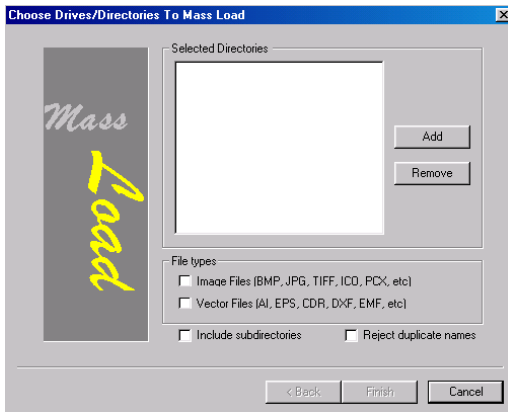 Choose Drives/Directories To Mass Load
Mass
Load
Selected Directories
Add
Remove
File types
Image Files (BMP, JPG, TIFF, ICO, PCX, etc)
Vector Files (AI, EPS, CDR, DXF, EMF, etc)
Include subdirectories
Reject duplicate names
< Back
Finish
Cancel